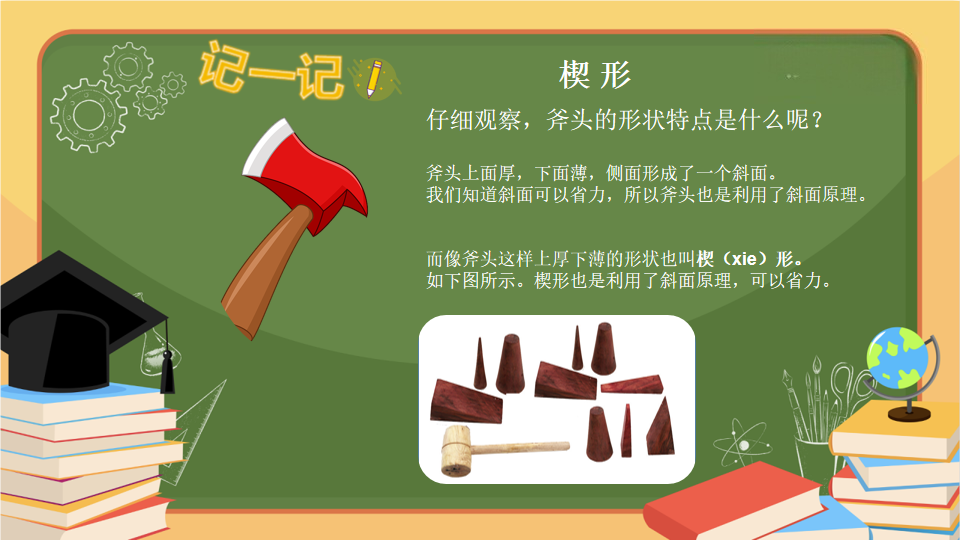 记一记
楔 形
仔细观察，斧头的形状特点是什么呢？
斧头上面厚，下面薄，侧面形成了一个斜面。
我们知道斜面可以省力，所以斧头也是利用了斜面原理。
而像斧头这样上厚下薄的形状也叫楔（xie）形。
如下图所示。楔形也是利用了斜面原理，可以省力。